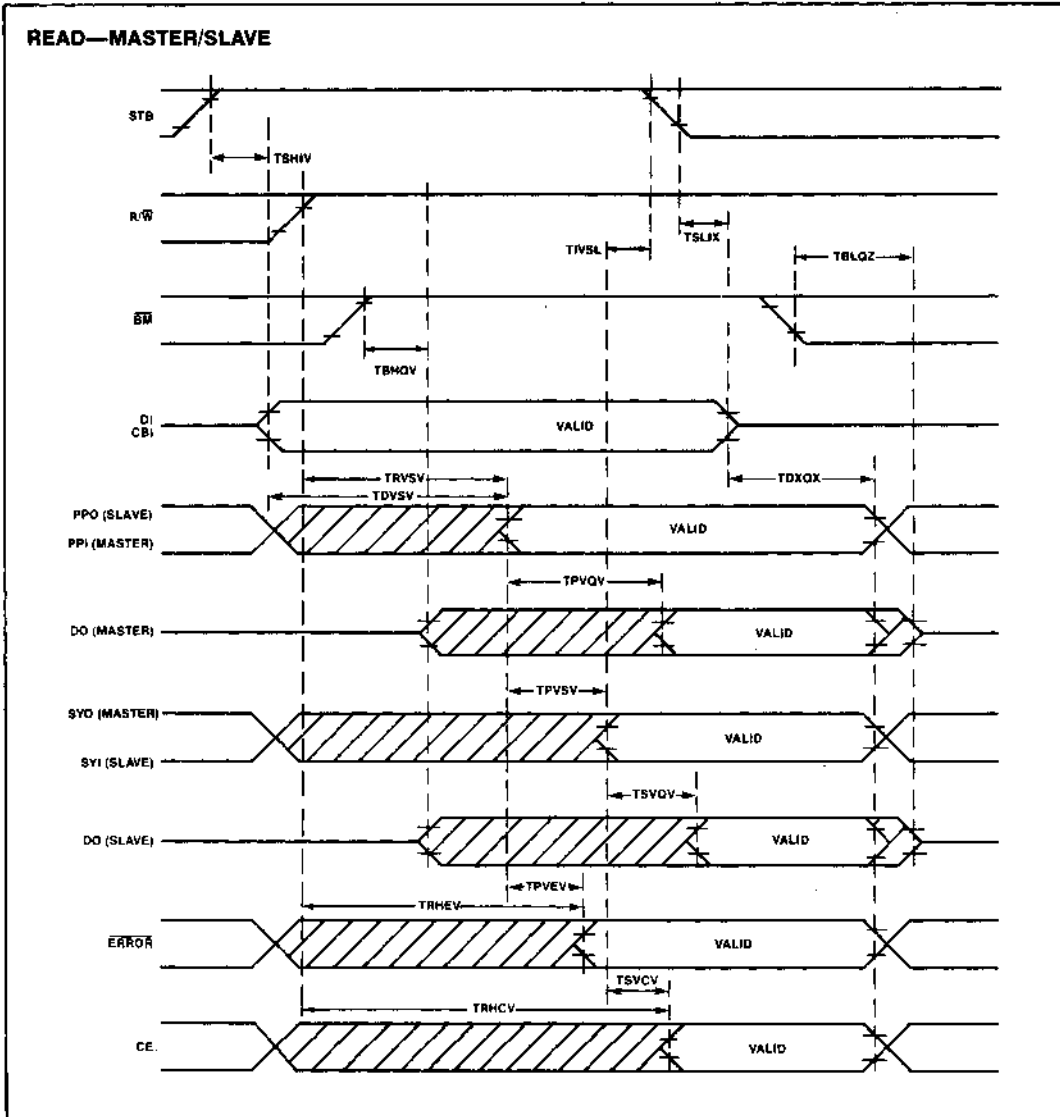 READ—MASTER/SLAVE
STB
TSHIV
R/W̅
TIVSL
TSLIX
TBLQZ
B̅M̅
TBHQV
DI
CBI
VALID
TRVSV
TDVSV
TDXQX
PPO (SLAVE)
PPI (MASTER)
VALID
TPVQV
DO (MASTER)
VALID
TPVSV
SYO (MASTER)
SYI (SLAVE)
VALID
TSVQV
DO (SLAVE)
VALID
TPVEV
TRHEV
E̅R̅R̅O̅R̅
VALID
TSVCV
TRHCV
CE.
VALID